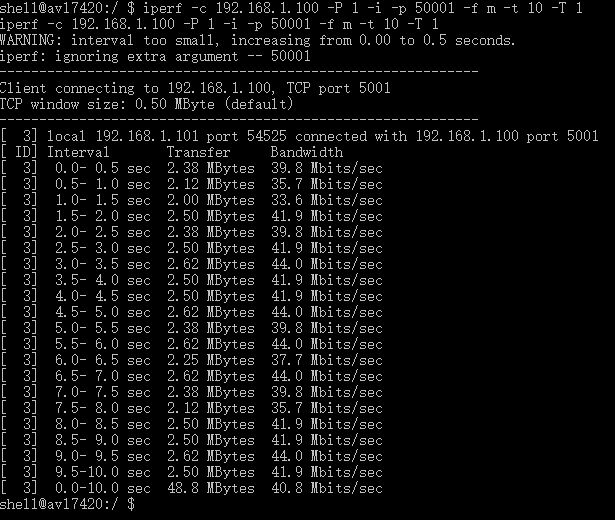 shell@av17420:/ $ iperf -c 192.168.1.100 -P 1 -i -p 50001 -f m -t 10 -T 1
iperf -c 192.168.1.100 -P 1 -i -p 50001 -f m -t 10 -T 1
WARNING: interval too small, increasing from 0.00 to 0.5 seconds.
iperf: ignoring extra argument -- 50001
------------------------------------------------------------
Client connecting to 192.168.1.100, TCP port 5001
TCP window size: 0.50 MByte (default)
------------------------------------------------------------
[  3] local 192.168.1.101 port 54525 connected with 192.168.1.100 port 5001
[ ID] Interval       Transfer     Bandwidth
[  3]  0.0- 0.5 sec  2.38 MBytes  39.8 Mbits/sec
[  3]  0.5- 1.0 sec  2.12 MBytes  35.7 Mbits/sec
[  3]  1.0- 1.5 sec  2.00 MBytes  33.6 Mbits/sec
[  3]  1.5- 2.0 sec  2.50 MBytes  41.9 Mbits/sec
[  3]  2.0- 2.5 sec  2.38 MBytes  39.8 Mbits/sec
[  3]  2.5- 3.0 sec  2.50 MBytes  41.9 Mbits/sec
[  3]  3.0- 3.5 sec  2.62 MBytes  44.0 Mbits/sec
[  3]  3.5- 4.0 sec  2.50 MBytes  41.9 Mbits/sec
[  3]  4.0- 4.5 sec  2.50 MBytes  41.9 Mbits/sec
[  3]  4.5- 5.0 sec  2.62 MBytes  44.0 Mbits/sec
[  3]  5.0- 5.5 sec  2.38 MBytes  39.8 Mbits/sec
[  3]  5.5- 6.0 sec  2.62 MBytes  44.0 Mbits/sec
[  3]  6.0- 6.5 sec  2.25 MBytes  37.7 Mbits/sec
[  3]  6.5- 7.0 sec  2.62 MBytes  44.0 Mbits/sec
[  3]  7.0- 7.5 sec  2.38 MBytes  39.8 Mbits/sec
[  3]  7.5- 8.0 sec  2.12 MBytes  35.7 Mbits/sec
[  3]  8.0- 8.5 sec  2.50 MBytes  41.9 Mbits/sec
[  3]  8.5- 9.0 sec  2.50 MBytes  41.9 Mbits/sec
[  3]  9.0- 9.5 sec  2.62 MBytes  44.0 Mbits/sec
[  3]  9.5-10.0 sec  2.50 MBytes  41.9 Mbits/sec
[  3]  0.0-10.0 sec  48.8 MBytes  40.8 Mbits/sec
shell@av17420:/ $